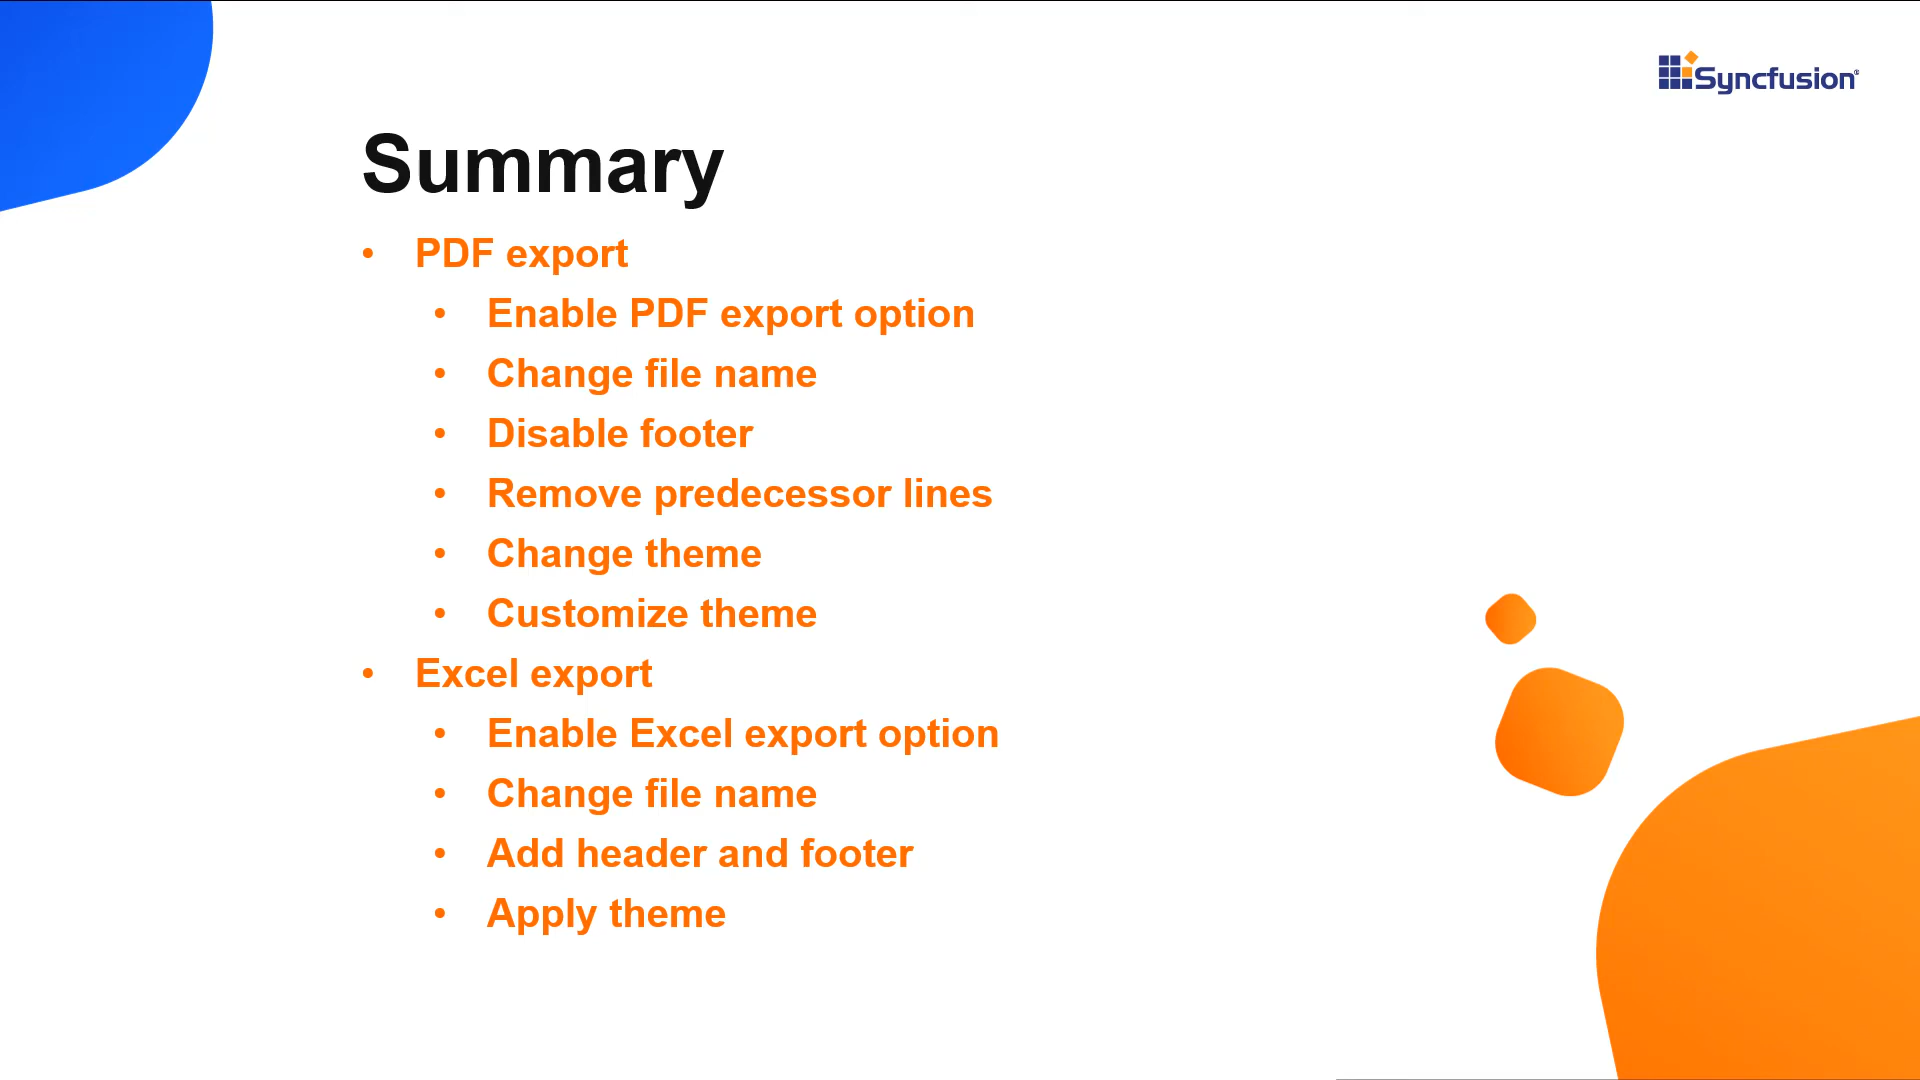 Syncfusion®
Summary
• PDF export
• Enable PDF export option
• Change file name
• Disable footer
• Remove predecessor lines
• Change theme
• Customize theme
• Excel export
• Enable Excel export option
• Change file name
• Add header and footer
• Apply theme